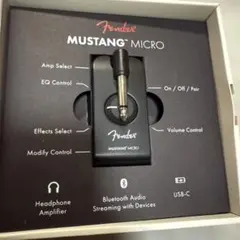 Fender
MUSTANG™ MICRO
Amp Select
EQ Control
On / Off / Pair
Effects Select
Volume Control
Modify Control
Fender
MUSTANG MICRO
Headphone
Amplifier
Bluetooth Audio
Streaming with Devices
USB-C